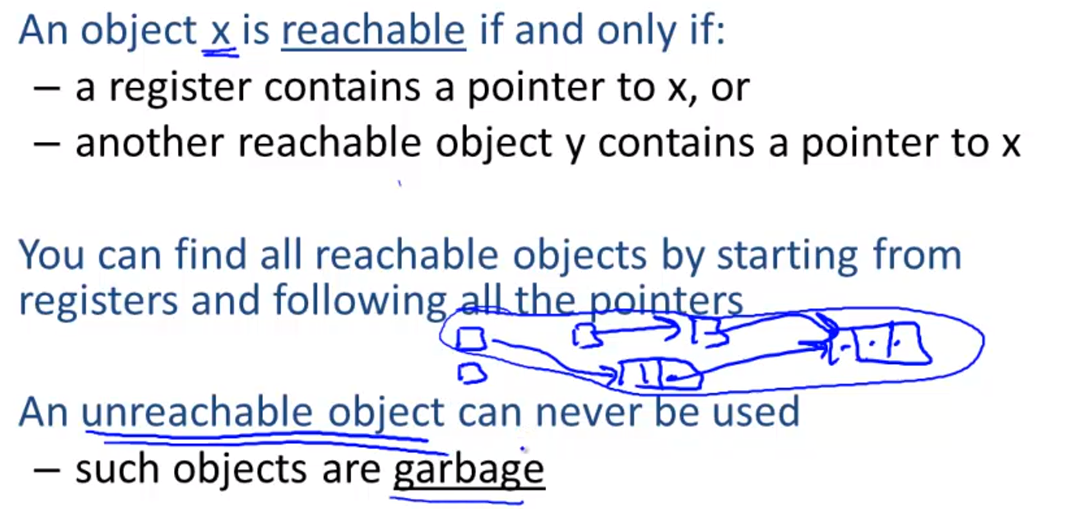 An object x is reachable if and only if:
– a register contains a pointer to x, or
– another reachable object y contains a pointer to x
You can find all reachable objects by starting from
registers and following all the pointers
An unreachable object can never be used
– such objects are garbage